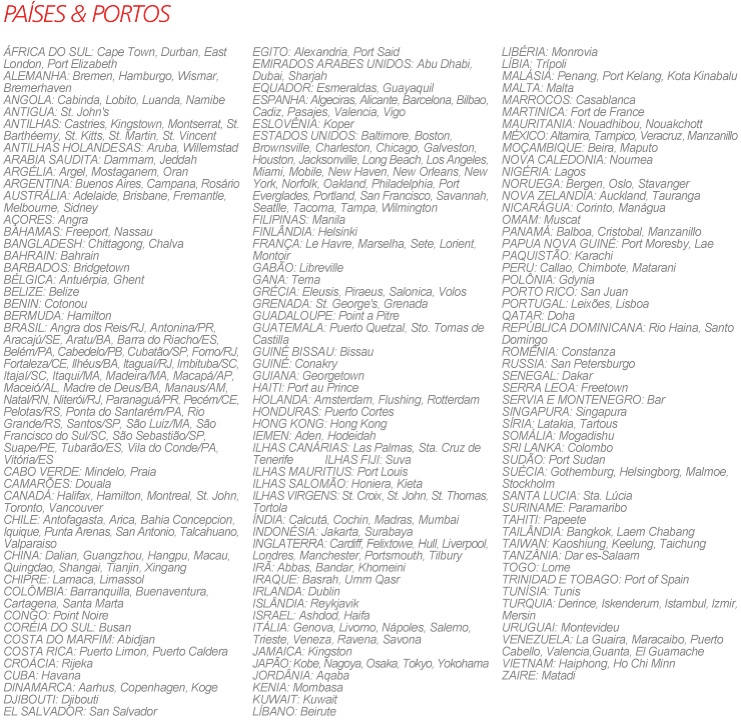 PAÍSES & PORTOS
ÁFRICA DO SUL: Cape Town, Durban, East
London, Port Elizabeth
ALEMANHA: Bremen, Hamburgo, Wismar,
Bremerhaven
ANGOLA: Cabinda, Lobito, Luanda, Namibe
ANTIGUA: St. John's
ANTILHAS: Castries, Kingstown, Montserrat, St.
Barthéemy, St. Kitts, St. Martin, St. Vincent
ANTILHAS HOLANDESAS: Aruba, Willemstad
ARABIA SAUDITA: Dammam, Jeddah
ARGÉLIA: Argel, Mostaganem, Oran
ARGENTINA: Buenos Aires, Campana, Rosário
AUSTRÁLIA: Adelaide, Brisbane, Fremantle,
Melbourne, Sidney
AÇORES: Angra
BAHAMAS: Freeport, Nassau
BANGLADESH: Chittagong, Chalva
BAHRAIN: Bahrain
BARBADOS: Bridgetown
BÉLGICA: Antuérpia, Ghent
BELIZE: Belize
BENIN: Cotonou
BERMUDA: Hamilton
BRASIL: Angra dos Reis/RJ, Antonina/PR,
Aracajú/SE, Aratu/BA, Barra do Riacho/ES,
Belém/PA, Cabedelo/PB, Cubatão/SP, Forno/RJ,
Fortaleza/CE, Ilhéus/BA, Itaguaí/RJ, Imbituba/SC,
Itajaí/SC, Itaqui/MA, Madeira/MA, Macapá/AP,
Maceió/AL, Madre de Deus/BA, Manaus/AM,
Natal/RN, Niterói/RJ, Paranaguá/PR, Pecém/CE,
Pelotas/RS, Ponta do Santarém/PA, Rio
Grande/RS, Santos/SP, São Luiz/MA, São
Francisco do Sul/SC, São Sebastião/SP,
Suape/PE, Tubarão/ES, Vila do Conde/PA,
Vitória/ES
CABO VERDE: Mindelo, Praia
CAMARÕES: Douala
CANADÁ: Halifax, Hamilton, Montreal, St. John,
Toronto, Vancouver
CHILE: Antofagasta, Arica, Bahia Concepcion,
Iquique, Punta Arenas, San Antonio, Talcahuano,
Valparaiso
CHINA: Dalian, Guangzhou, Hangpu, Macau,
Quingdao, Shangai, Tianjin, Xingang
CHIPRE: Larnaca, Limassol
COLÔMBIA: Barranquilla, Buenaventura,
Cartagena, Santa Marta
CONGO: Point Noire
CORÉIA DO SUL: Busan
COSTA DO MARFIM: Abidjan
COSTA RICA: Puerto Limon, Puerto Caldera
CROÁCIA: Rijeka
CUBA: Havana
DINAMARCA: Aarhus, Copenhagen, Koge
DJIBOUTI: Djibouti
EL SALVADOR: San Salvador
EGITO: Alexandria, Port Said
EMIRADOS ARABES UNIDOS: Abu Dhabi,
Dubai, Sharjah
EQUADOR: Esmeraldas, Guayaquil
ESPANHA: Algeciras, Alicante, Barcelona, Bilbao,
Cadiz, Pasajes, Valencia, Vigo
ESLOVÊNIA: Koper
ESTADOS UNIDOS: Baltimore, Boston,
Brownsville, Charleston, Chicago, Galveston,
Houston, Jacksonville, Long Beach, Los Angeles,
Miami, Mobile, New Haven, New Orleans, New
York, Norfolk, Oakland, Philadelphia, Port
Everglades, Portland, San Francisco, Savannah,
Seatlle, Tacoma, Tampa, Wilmington
FILIPINAS: Manila
FINLÂNDIA: Helsinki
FRANÇA: Le Havre, Marselha, Sete, Lorient,
Montoir
GABÃO: Libreville
GANA: Tema
GRÉCIA: Eleusis, Piraeus, Salonica, Volos
GRENADA: St. George's, Grenada
GUADALOUPE: Point a Pitre
GUATEMALA: Puerto Quetzal, Sto. Tomas de
Castilla
GUINÉ BISSAU: Bissau
GUINÉ: Conakry
GUIANA: Georgetown
HAITI: Port au Prince
HOLANDA: Amsterdam, Flushing, Rotterdam
HONDURAS: Puerto Cortes
HONG KONG: Hong Kong
IEMEN: Aden, Hodeidah
ILHAS CANÁRIAS: Las Palmas, Sta. Cruz de
Tenerife ILHAS FIJI: Suva
ILHAS MAURITIUS: Port Louis
ILHAS SALOMÃO: Honiera, Kieta
ILHAS VIRGENS: St. Croix, St. John, St. Thomas,
Tortola
ÍNDIA: Calcutá, Cochin, Madras, Mumbai
INDONÉSIA: Jakarta, Surabaya
INGLATERRA: Cardiff, Felixtowe, Hull, Liverpool,
Londres, Manchester, Portsmouth, Tilbury
IRÃ: Abbas, Bandar, Khomeini
IRAQUE: Basrah, Umm Qasr
IRLANDA: Dublin
ISLÂNDIA: Reykjavik
ISRAEL: Ashdod, Haifa
ITÁLIA: Genova, Livorno, Nápoles, Salerno,
Trieste, Veneza, Ravena, Savona
JAMAICA: Kingston
JAPÃO: Kobe, Nagoya, Osaka, Tokyo, Yokohama
JORDÂNIA: Aqaba
KENIA: Mombasa
KUWAIT: Kuwait
LÍBANO: Beirute
LIBÉRIA: Monrovia
LÍBIA: Trípoli
MALÁSIA: Penang, Port Kelang, Kota Kinabalu
MALTA: Malta
MARROCOS: Casablanca
MARTINICA: Fort de France
MAURITANIA: Nouadhibou, Nouakchott
MÉXICO: Altamira, Tampico, Veracruz, Manzanillo
MOÇAMBIQUE: Beira, Maputo
NOVA CALEDONIA: Noumea
NIGÉRIA: Lagos
NORUEGA: Bergen, Oslo, Stavanger
NOVA ZELANDIA: Auckland, Tauranga
NICARÁGUA: Corinto, Manágua
OMAM: Muscat
PANAMÁ: Balboa, Cristobal, Manzanillo
PAPUA NOVA GUINÉ: Port Moresby, Lae
PAQUISTÃO: Karachi
PERU: Callao, Chimbote, Matarani
POLÔNIA: Gdynia
PORTO RICO: San Juan
PORTUGAL: Leixões, Lisboa
QATAR: Doha
REPÚBLICA DOMINICANA: Rio Haina, Santo
Domingo
ROMÊNIA: Constanza
RUSSIA: San Petersburgo
SENEGAL: Dakar
SERRA LEOA: Freetown
SERVIA E MONTENEGRO: Bar
SINGAPURA: Singapura
SÍRIA: Latakia, Tartous
SOMÁLIA: Mogadishu
SRI LANKA: Colombo
SUDÃO: Port Sudan
SUÉCIA: Gothemburg, Helsingborg, Malmoe,
Stockholm
SANTA LUCIA: Sta. Lúcia
SURINAME: Paramaribo
TAHITI: Papeete
TAILÂNDIA: Bangkok, Laem Chabang
TAIWAN: Kaoshiung, Keelung, Taichung
TANZÂNIA: Dar es-Salaam
TOGO: Lome
TRINIDAD E TOBAGO: Port of Spain
TUNÍSIA: Tunis
TURQUIA: Derince, Iskenderum, Istambul, Izmir,
Mersin
URUGUAI: Montevideu
VENEZUELA: La Guaira, Maracaibo, Puerto
Cabello, Valencia,Guanta, El Guamache
VIETNAM: Haiphong, Ho Chi Minn
ZAIRE: Matadi